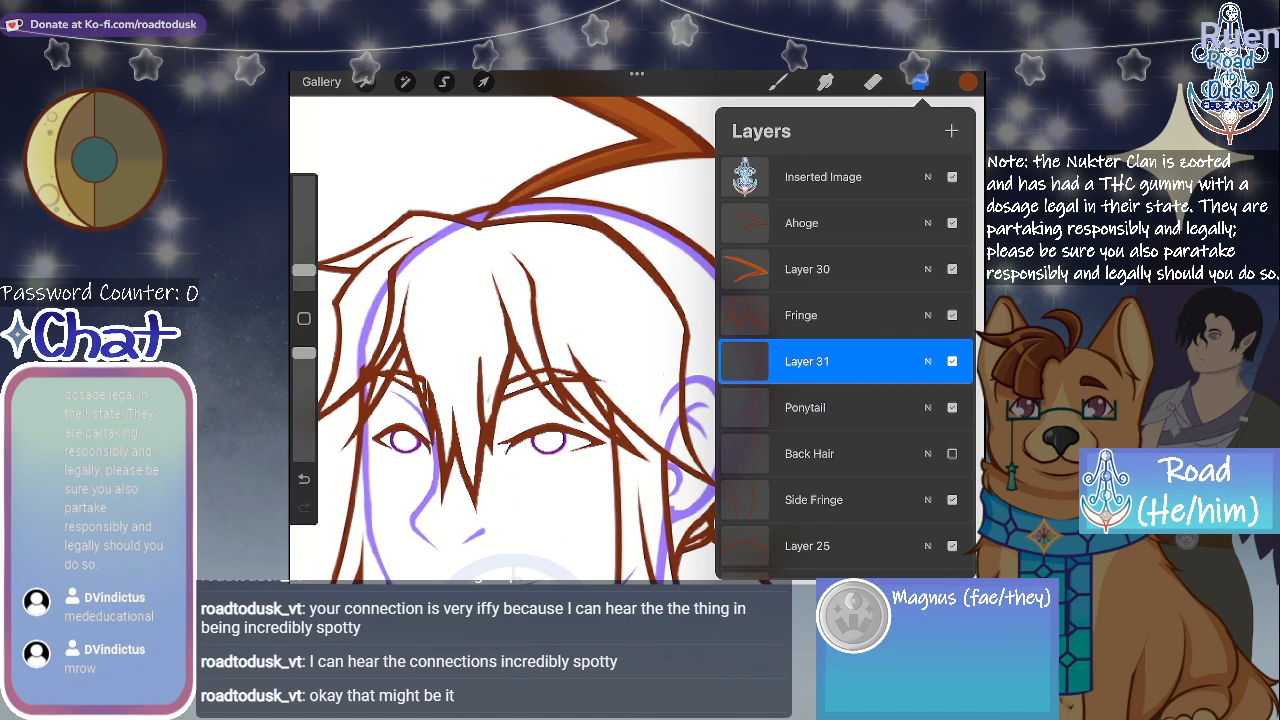 Donate at Ko-fi.com/roadtodusk
Ruen
Road
to
Dusk
Gallery
Layers
Inserted Image N
Ahoge N
Layer 30 N
Fringe N
Layer 31 N
Ponytail N
Back Hair N
Side Fringe N
Layer 25 N
Note: the Nukter Clan is zooted
and has had a THC gummy with a
dosage legal in their state. They are
partaking responsibly and legally;
please be sure you also paratake
responsibly and legally should you do so.
Password Counter: 0
Chat
dosage legal in
their state. They
are partaking
responsibly and
legally, please be
sure you also
partake
responsibly and
legally should you
do so.
DVindictus
mededucational
DVindictus
mrow
roadtodusk_vt: your connection is very iffy because I can hear the the thing in
being incredibly spotty
roadtodusk_vt: I can hear the connections incredibly spotty
roadtodusk_vt: okay that might be it
Road
(He/him)
Magnus (fae/they)